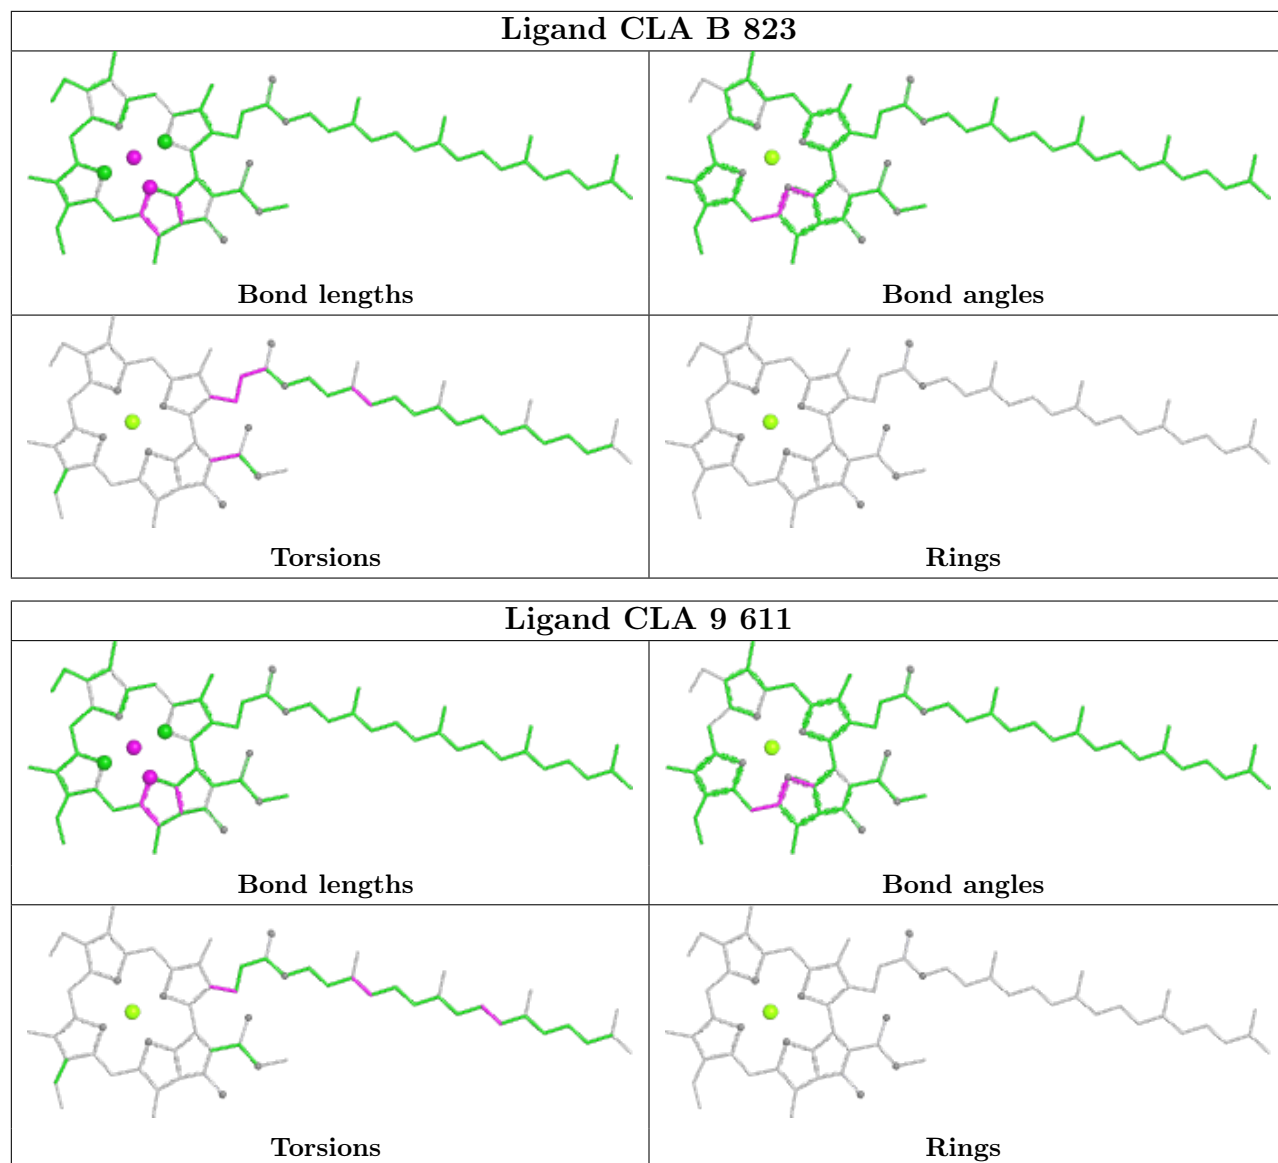 Ligand CLA B 823
Bond lengths
Bond angles
Torsions
Rings
Ligand CLA 9 611
Bond lengths
Bond angles
Torsions
Rings